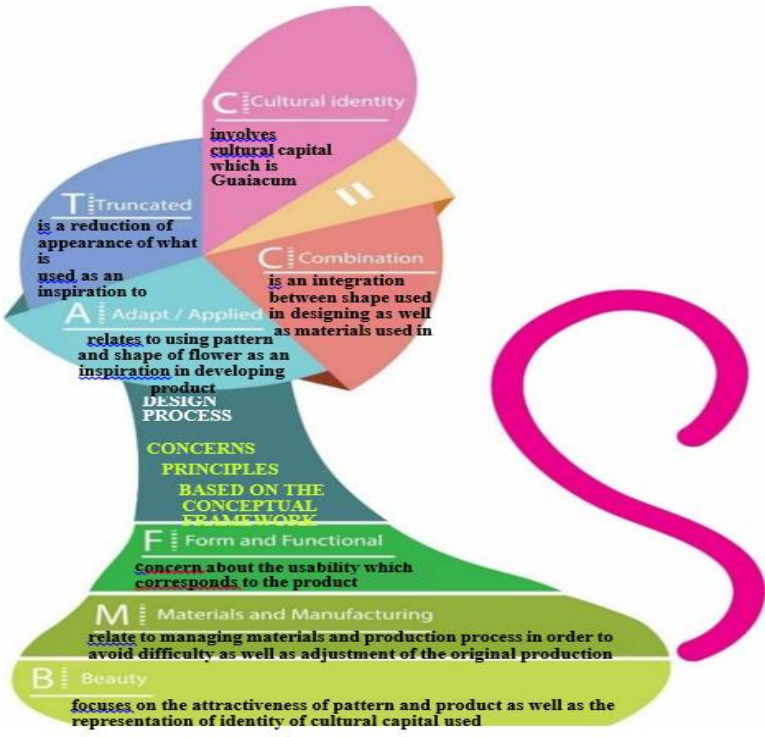 C Cultural identity
involves
cultural capital
which is
Guaiacum
T Truncated
is a reduction of
appearance of what
is
used as an
inspiration to
C Combination
is an integration
between shape used
in designing as well
as materials used in
A Adapt / Applied
relates to using pattern
and shape of flower as an
inspiration in developing
product
DESIGN
PROCESS
CONCERNS
PRINCIPLES
BASED ON THE
CONCEPTUAL
FRAMEWORK
F Form and Functional
concern about the usability which
corresponds to the product
M Materials and Manufacturing
relate to managing materials and production process in order to
avoid difficulty as well as adjustment of the original production
B Beauty
focuses on the attractiveness of pattern and product as well as the
representation of identity of cultural capital used
S